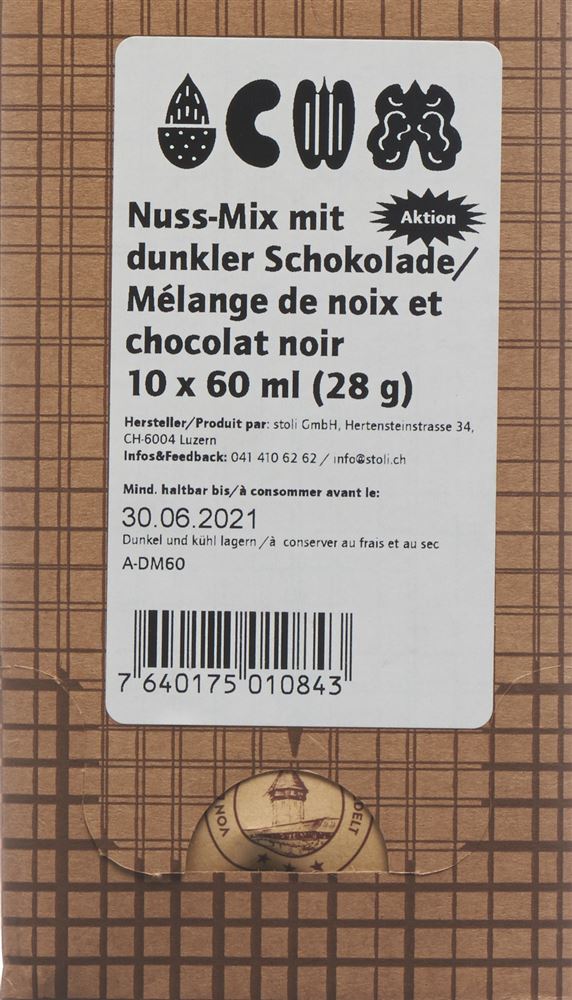 Nuss-Mix mit
Aktion
dunkler Schokolade/
Mélange de noix et
chocolat noir
10 x 60 ml (28 g)
Hersteller/Produit par: stoli GmbH, Hertensteinstrasse 34,
CH-6004 Luzern
Infos&Feedback: 041 410 62 62 / info@stoli.ch
Mind. haltbar bis/à consommer avant le:
30.06.2021
Dunkel und kühl lagern /à conserver au frais et au sec
A-DM60
7 640175 010843
VON
DELT